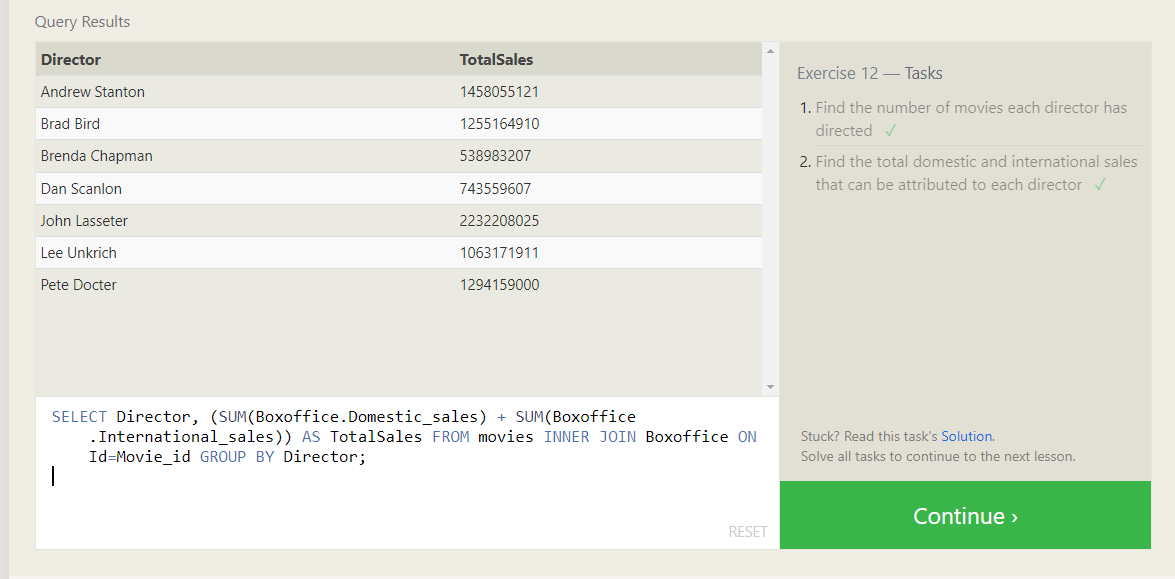 Query Results
Director TotalSales
Andrew Stanton 1458055121
Brad Bird 1255164910
Brenda Chapman 538983207
Dan Scanlon 743559607
John Lasseter 2232208025
Lee Unkrich 1063171911
Pete Docter 1294159000
SELECT Director, (SUM(Boxoffice.Domestic_sales) + SUM(Boxoffice
.International_sales)) AS TotalSales FROM movies INNER JOIN Boxoffice ON
Id=Movie_id GROUP BY Director;
RESET
Exercise 12 — Tasks
1. Find the number of movies each director has
directed ✓
2. Find the total domestic and international sales
that can be attributed to each director ✓
Stuck? Read this task's Solution.
Solve all tasks to continue to the next lesson.
Continue ›